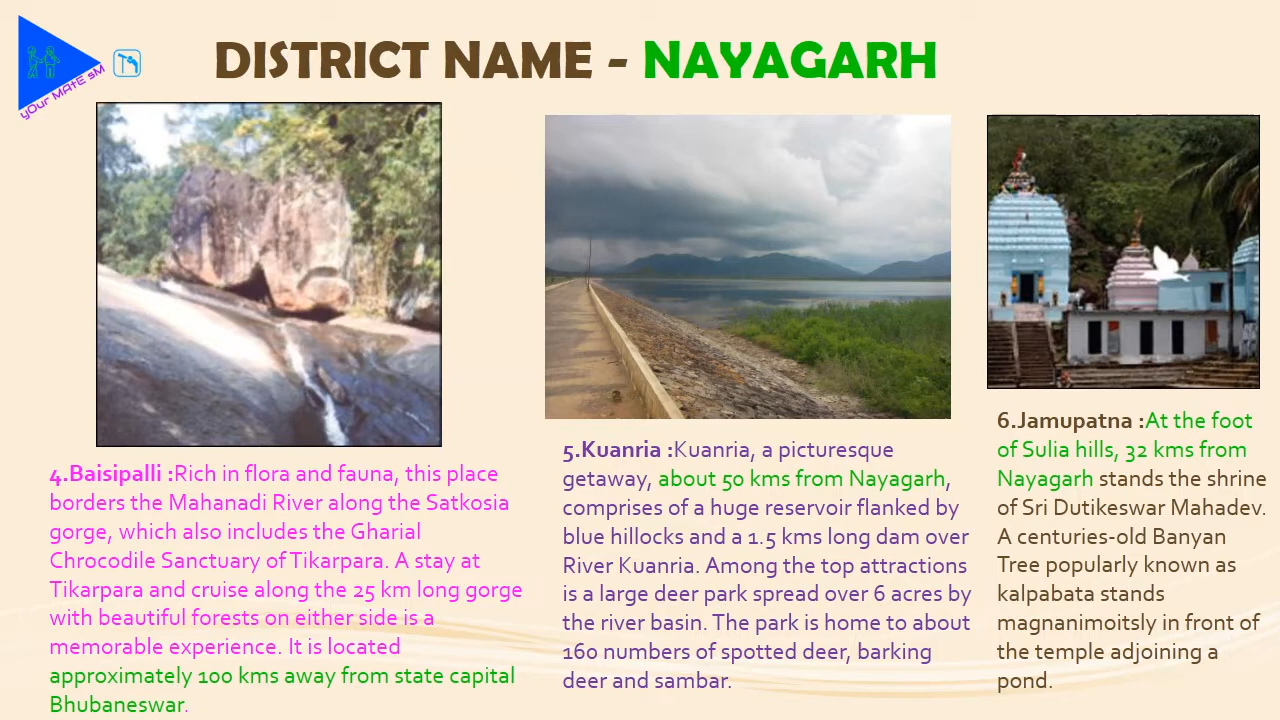 DISTRICT NAME - NAYAGARH
yOur MAtE sM
4.Baisipalli :Rich in flora and fauna, this place
borders the Mahanadi River along the Satkosia
gorge, which also includes the Gharial
Chrocodile Sanctuary of Tikarpara. A stay at
Tikarpara and cruise along the 25 km long gorge
with beautiful forests on either side is a
memorable experience. It is located
approximately 100 kms away from state capital
Bhubaneswar.
5.Kuanria :Kuanria, a picturesque
getaway, about 50 kms from Nayagarh,
comprises of a huge reservoir flanked by
blue hillocks and a 1.5 kms long dam over
River Kuanria. Among the top attractions
is a large deer park spread over 6 acres by
the river basin. The park is home to about
160 numbers of spotted deer, barking
deer and sambar.
6.Jamupatna :At the foot
of Sulia hills, 32 kms from
Nayagarh stands the shrine
of Sri Dutikeswar Mahadev.
A centuries-old Banyan
Tree popularly known as
kalpabata stands
magnanimoitsly in front of
the temple adjoining a
pond.